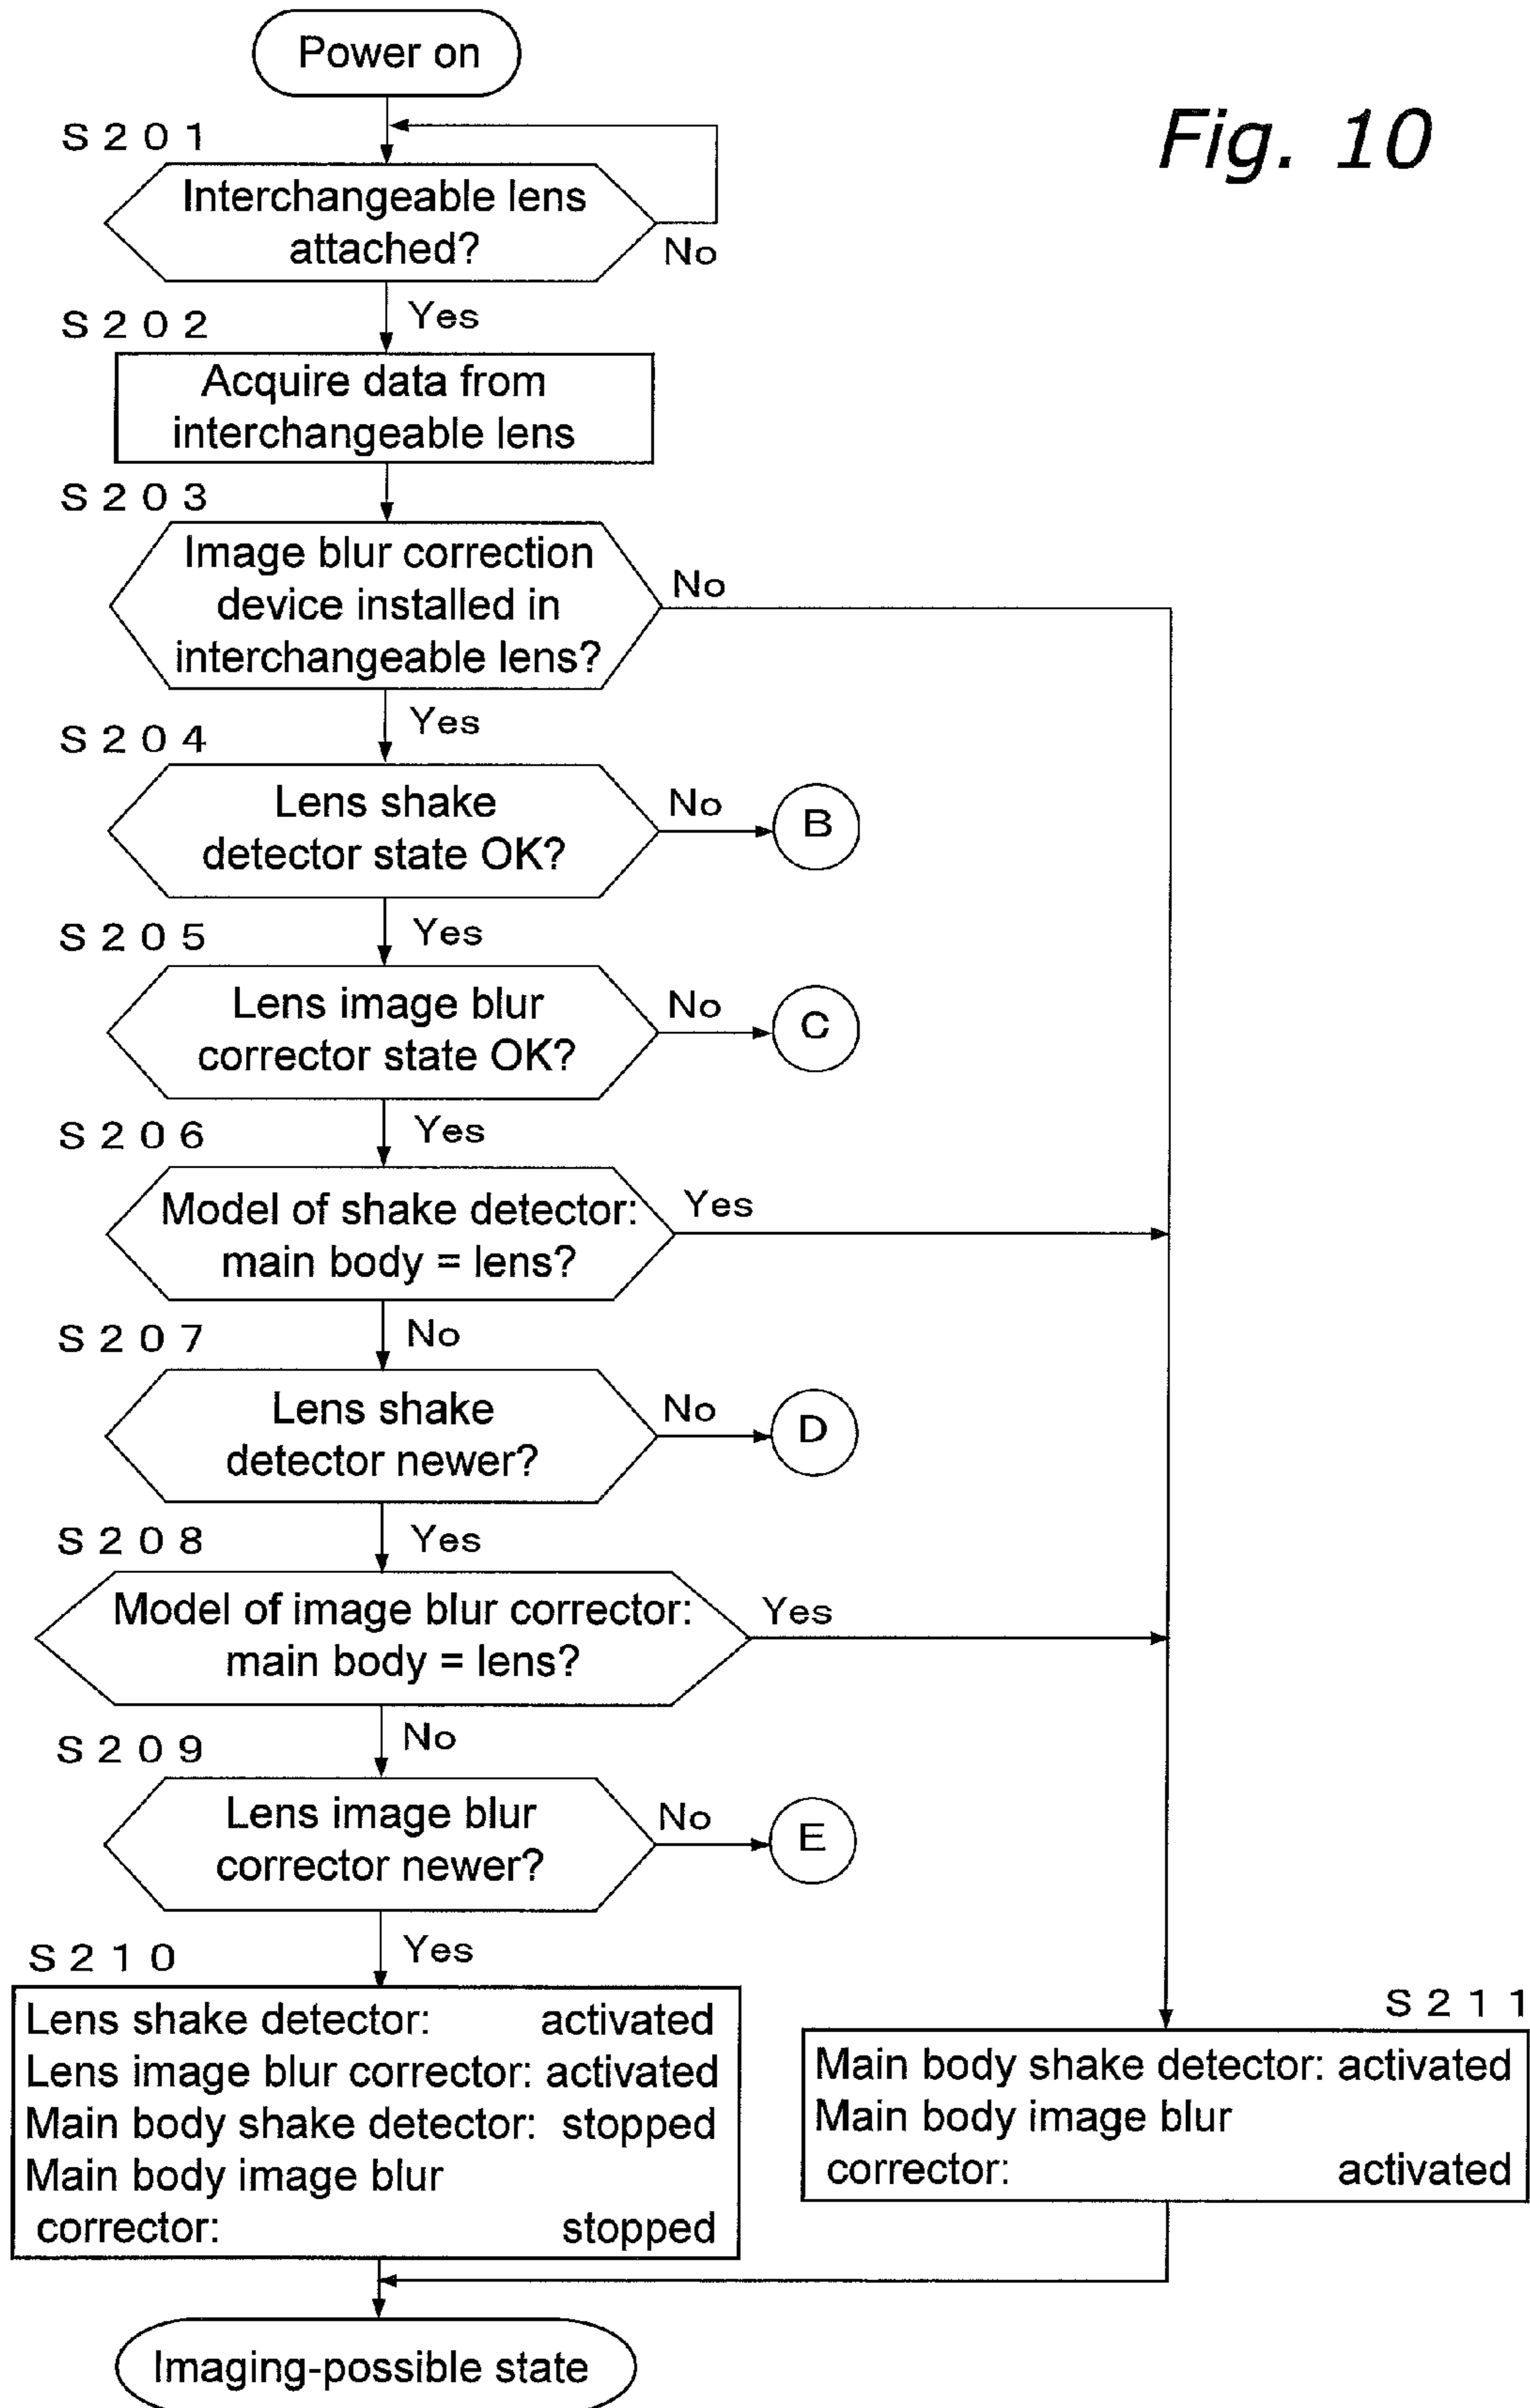 Power on
Fig. 10
S201
Interchangeable lens
attached?
No
Yes
S202
Acquire data from
interchangeable lens
S203
Image blur correction
device installed in
interchangeable lens?
No
Yes
S204
Lens shake
detector state OK?
No
B
Yes
S205
Lens image blur
corrector state OK?
No
C
Yes
S206
Model of shake detector:
main body = lens?
Yes
No
S207
Lens shake
detector newer?
No
D
Yes
S208
Model of image blur corrector:
main body = lens?
Yes
No
S209
Lens image blur
corrector newer?
No
E
Yes
S210
Lens shake detector: activated
Lens image blur corrector: activated
Main body shake detector: stopped
Main body image blur
corrector: stopped
S211
Main body shake detector: activated
Main body image blur
corrector: activated
Imaging-possible state